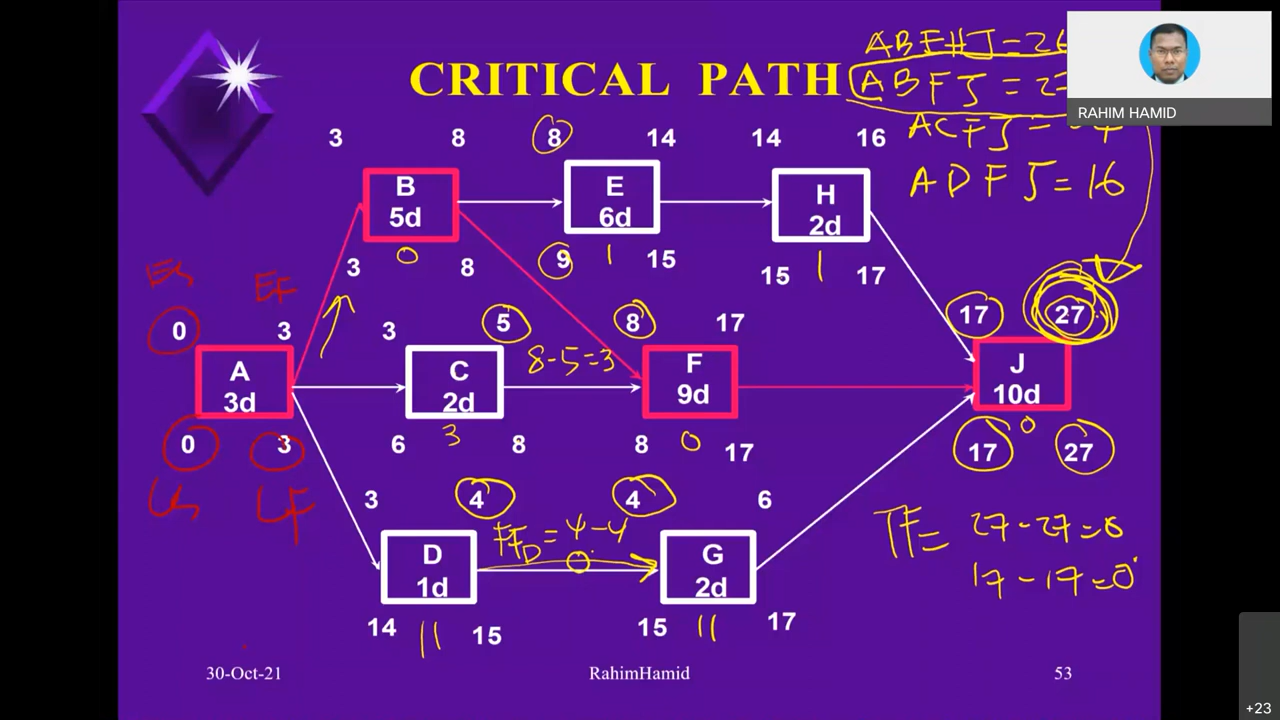 ABEHJ = 26
CRITICAL PATH
ABFJ = 2
RAHIM HAMID
ACFJ =
ADFJ = 16
3 8 8 14 14 16
B E H
5d 6d 2d
0 9 1 15 1
3 8 15 17
ES EF
0 3 3 5 8 17 17 27
8-5=3
A C F J
3d 2d 9d 10d
0 3 6 3 8 8 0 17 17 0 27
LS LF
3 4 4 6
FFD = 4-4
0
TF= 27-27=0
17-17=0
D G
1d 2d
14 11 15 15 11 17
30-Oct-21 RahimHamid 53
+23